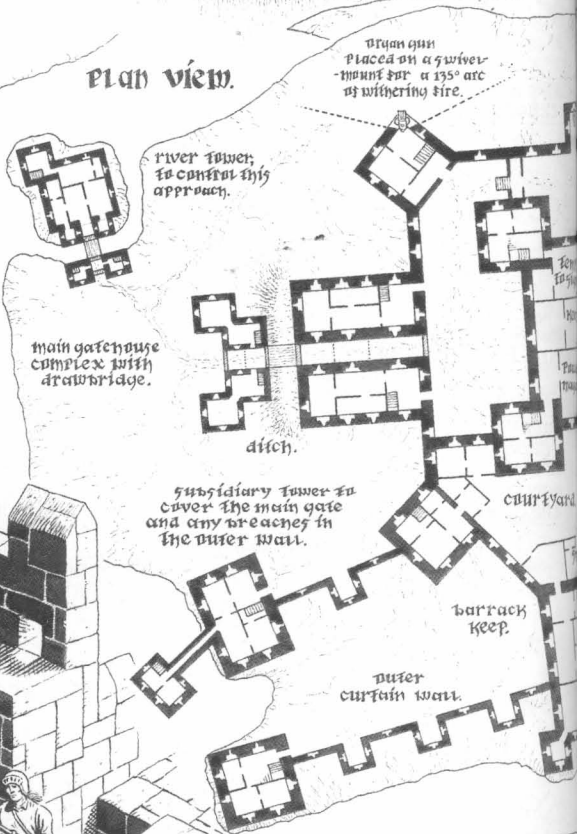 plan view.
organ gun
placed on a swivel-
-mount for a 135° arc
of withering fire.
river tower,
to control this
approach.
main gatehouse
complex with
drawbridge.
ditch.
subsidiary tower to
cover the main gate
and any breaches in
the outer wall.
courtyard
barrack
keep.
outer
curtain wall.